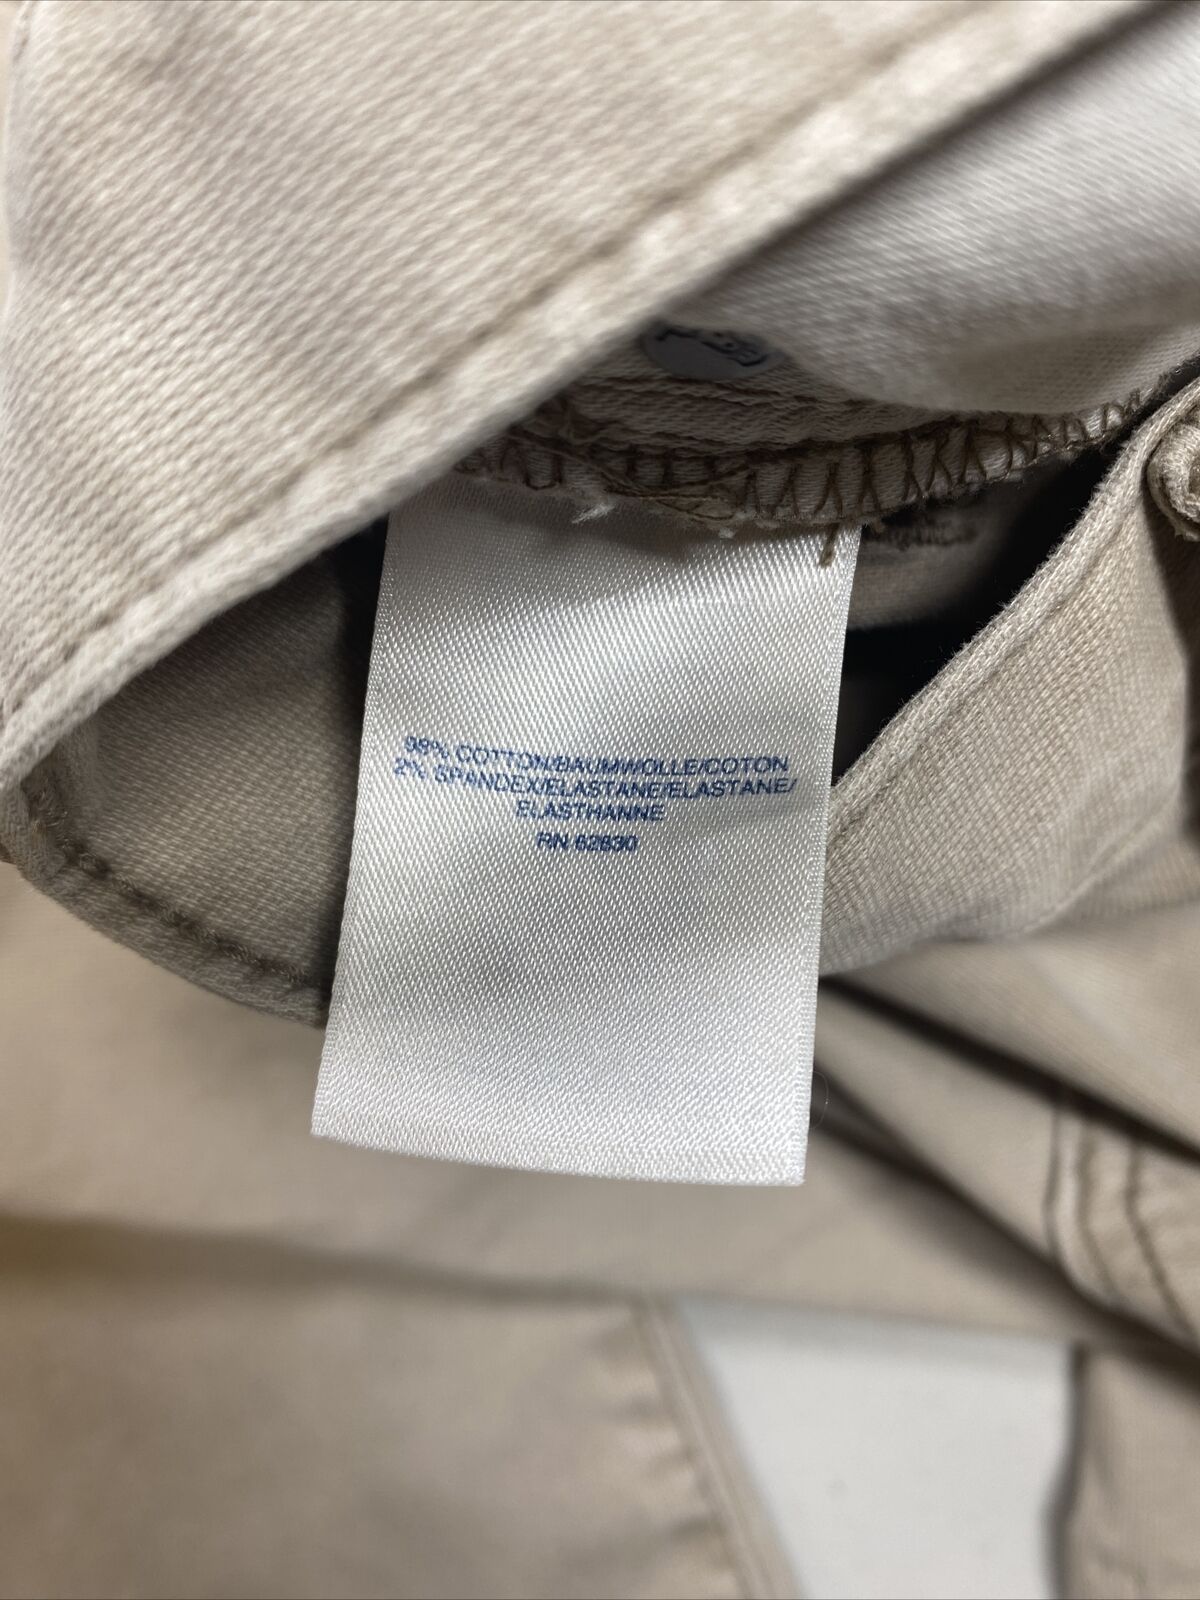 98% COTTON/BAUMWOLLE/COTON
2% SPANDEX/ELASTANE/ELASTANE/
ELASTHANNE
RN 62830